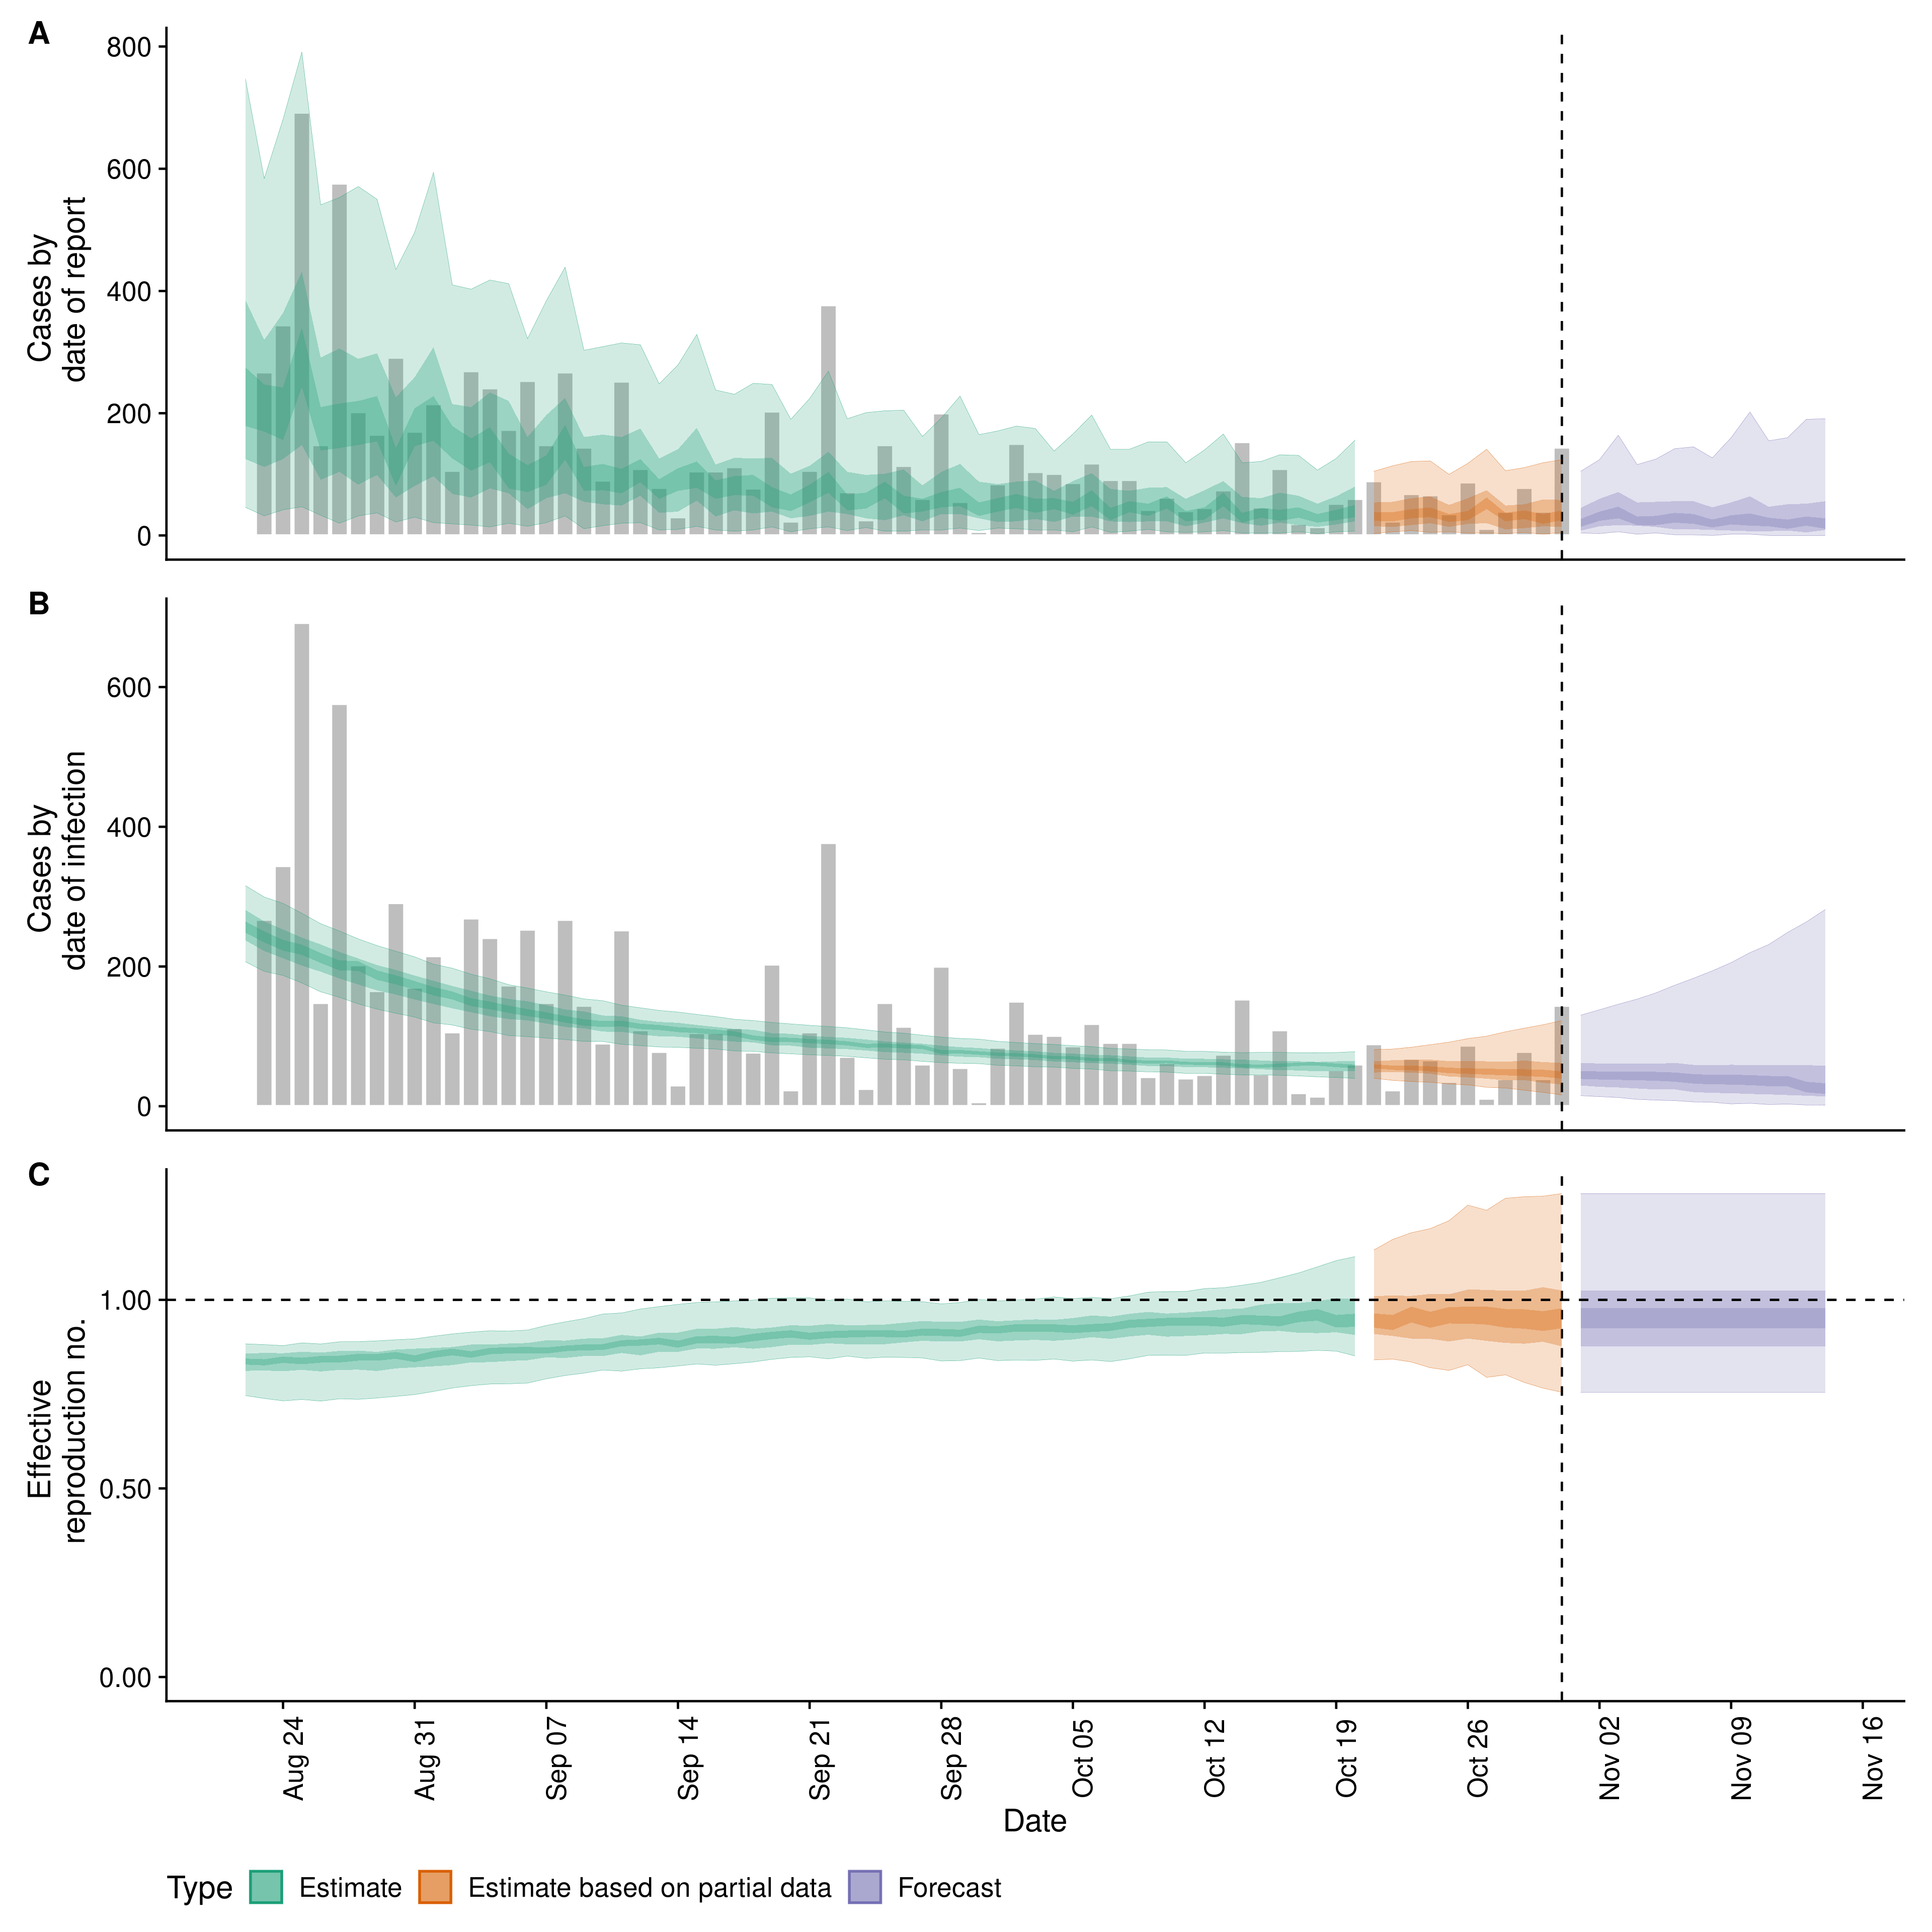 A
800
600
400
200
0
Cases by
date of report
B
600
400
200
0
Cases by
date of infection
C
1.00
0.50
0.00
Effective
reproduction no.
Aug 24
Aug 31
Sep 07
Sep 14
Sep 21
Sep 28
Oct 05
Oct 12
Oct 19
Oct 26
Nov 02
Nov 09
Nov 16
Date
Type Estimate Estimate based on partial data Forecast